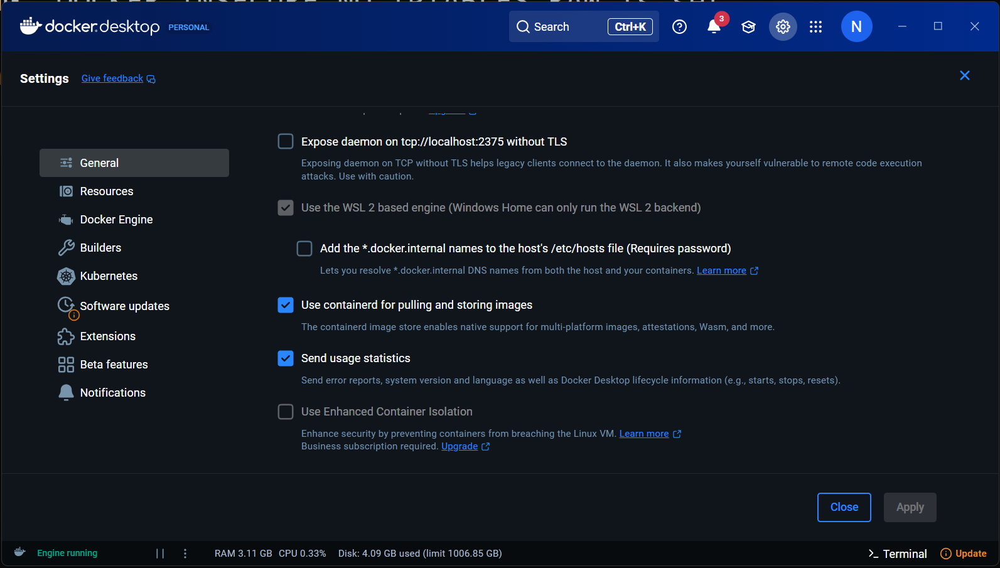 docker.desktop PERSONAL
Search Ctrl+K
3
N
Settings Give feedback
General
Resources
Docker Engine
Builders
Kubernetes
Software updates
Extensions
Beta features
Notifications
Expose daemon on tcp://localhost:2375 without TLS
Exposing daemon on TCP without TLS helps legacy clients connect to the daemon. It also makes yourself vulnerable to remote code execution
attacks. Use with caution.
Use the WSL 2 based engine (Windows Home can only run the WSL 2 backend)
Add the *.docker.internal names to the host's /etc/hosts file (Requires password)
Lets you resolve *.docker.internal DNS names from both the host and your containers. Learn more
Use containerd for pulling and storing images
The containerd image store enables native support for multi-platform images, attestations, Wasm, and more.
Send usage statistics
Send error reports, system version and language as well as Docker Desktop lifecycle information (e.g., starts, stops, resets).
Use Enhanced Container Isolation
Enhance security by preventing containers from breaching the Linux VM. Learn more
Business subscription required. Upgrade
Close Apply
Engine running RAM 3.11 GB CPU 0.33% Disk: 4.09 GB used (limit 1006.85 GB) Terminal Update